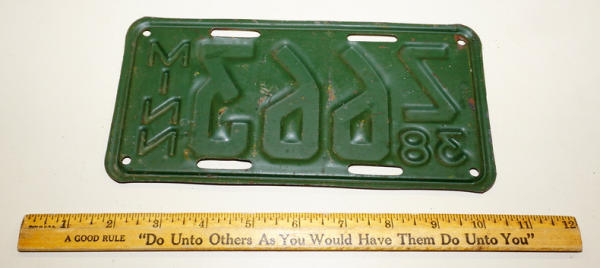 MINN
7663
38
1 2 3 4 5 6 7 8 9 10 11 12
A GOOD RULE "Do Unto Others As You Would Have Them Do Unto You"